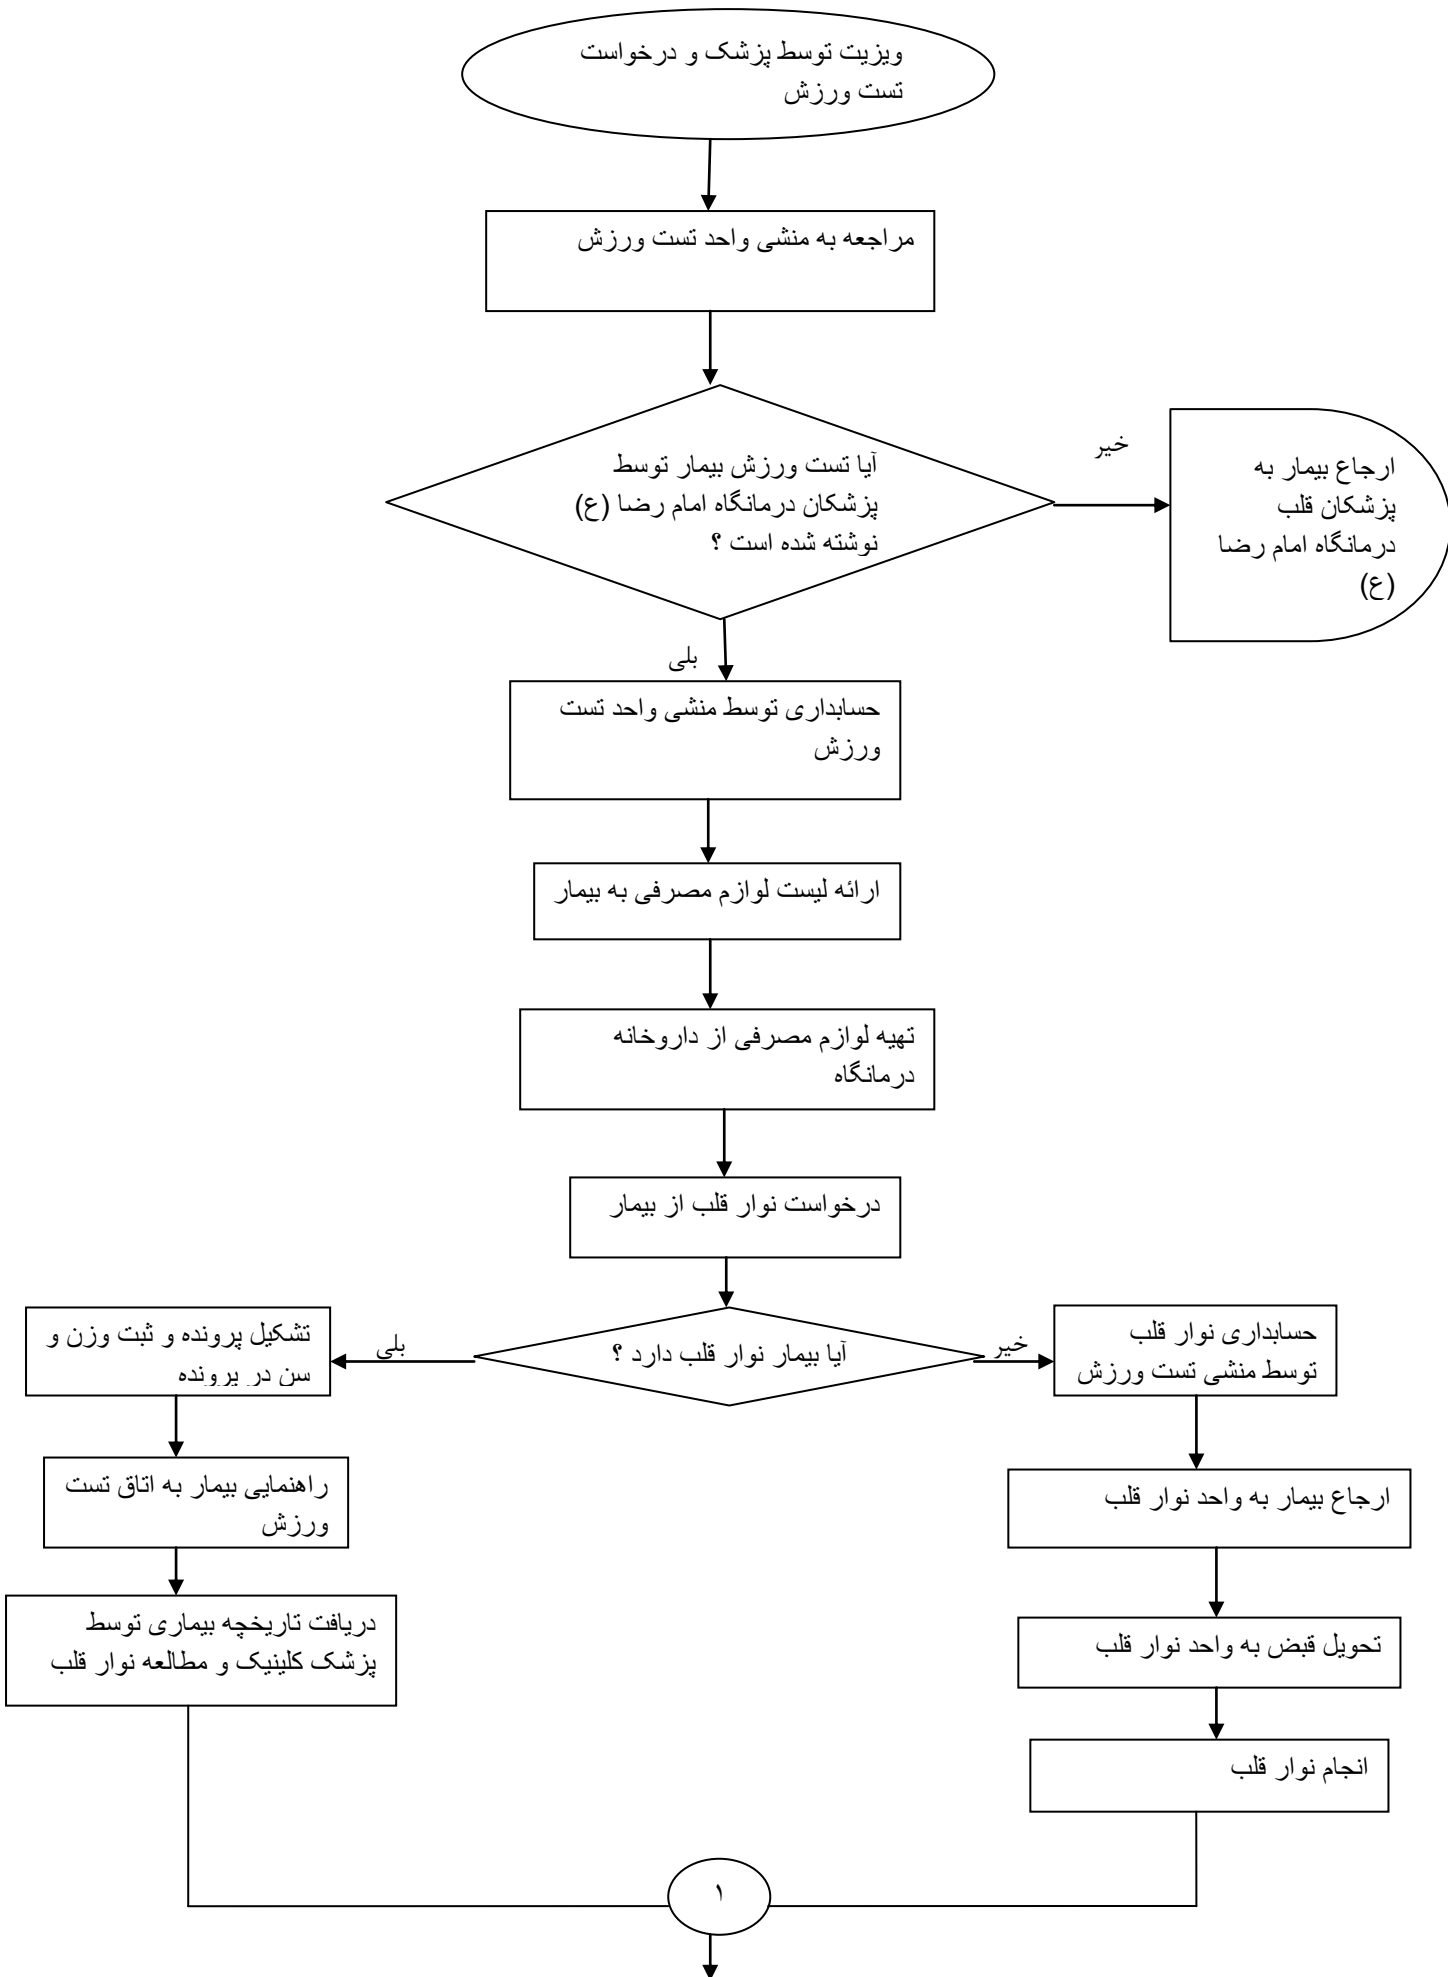 ویزیت توسط پزشک و درخواست
تست ورزش
مراجعه به منشی واحد تست ورزش
آیا تست ورزش بیمار توسط
پزشکان درمانگاه امام رضا (ع)
نوشته شده است ؟
خیر
ارجاع بیمار به
پزشکان قلب
درمانگاه امام رضا
(ع)
بلی
حسابداری توسط منشی واحد تست
ورزش
ارائه لیست لوازم مصرفی به بیمار
تهیه لوازم مصرفی از داروخانه
درمانگاه
درخواست نوار قلب از بیمار
آیا بیمار نوار قلب دارد ؟
خیر
حسابداری نوار قلب
توسط منشی تست ورزش
ارجاع بیمار به واحد نوار قلب
تحویل قبض به واحد نوار قلب
انجام نوار قلب
بلی
تشکیل پرونده و ثبت وزن و
سن در پرونده
راهنمایی بیمار به اتاق تست
ورزش
دریافت تاریخچه بیماری توسط
پزشک کلینیک و مطالعه نوار قلب
۱